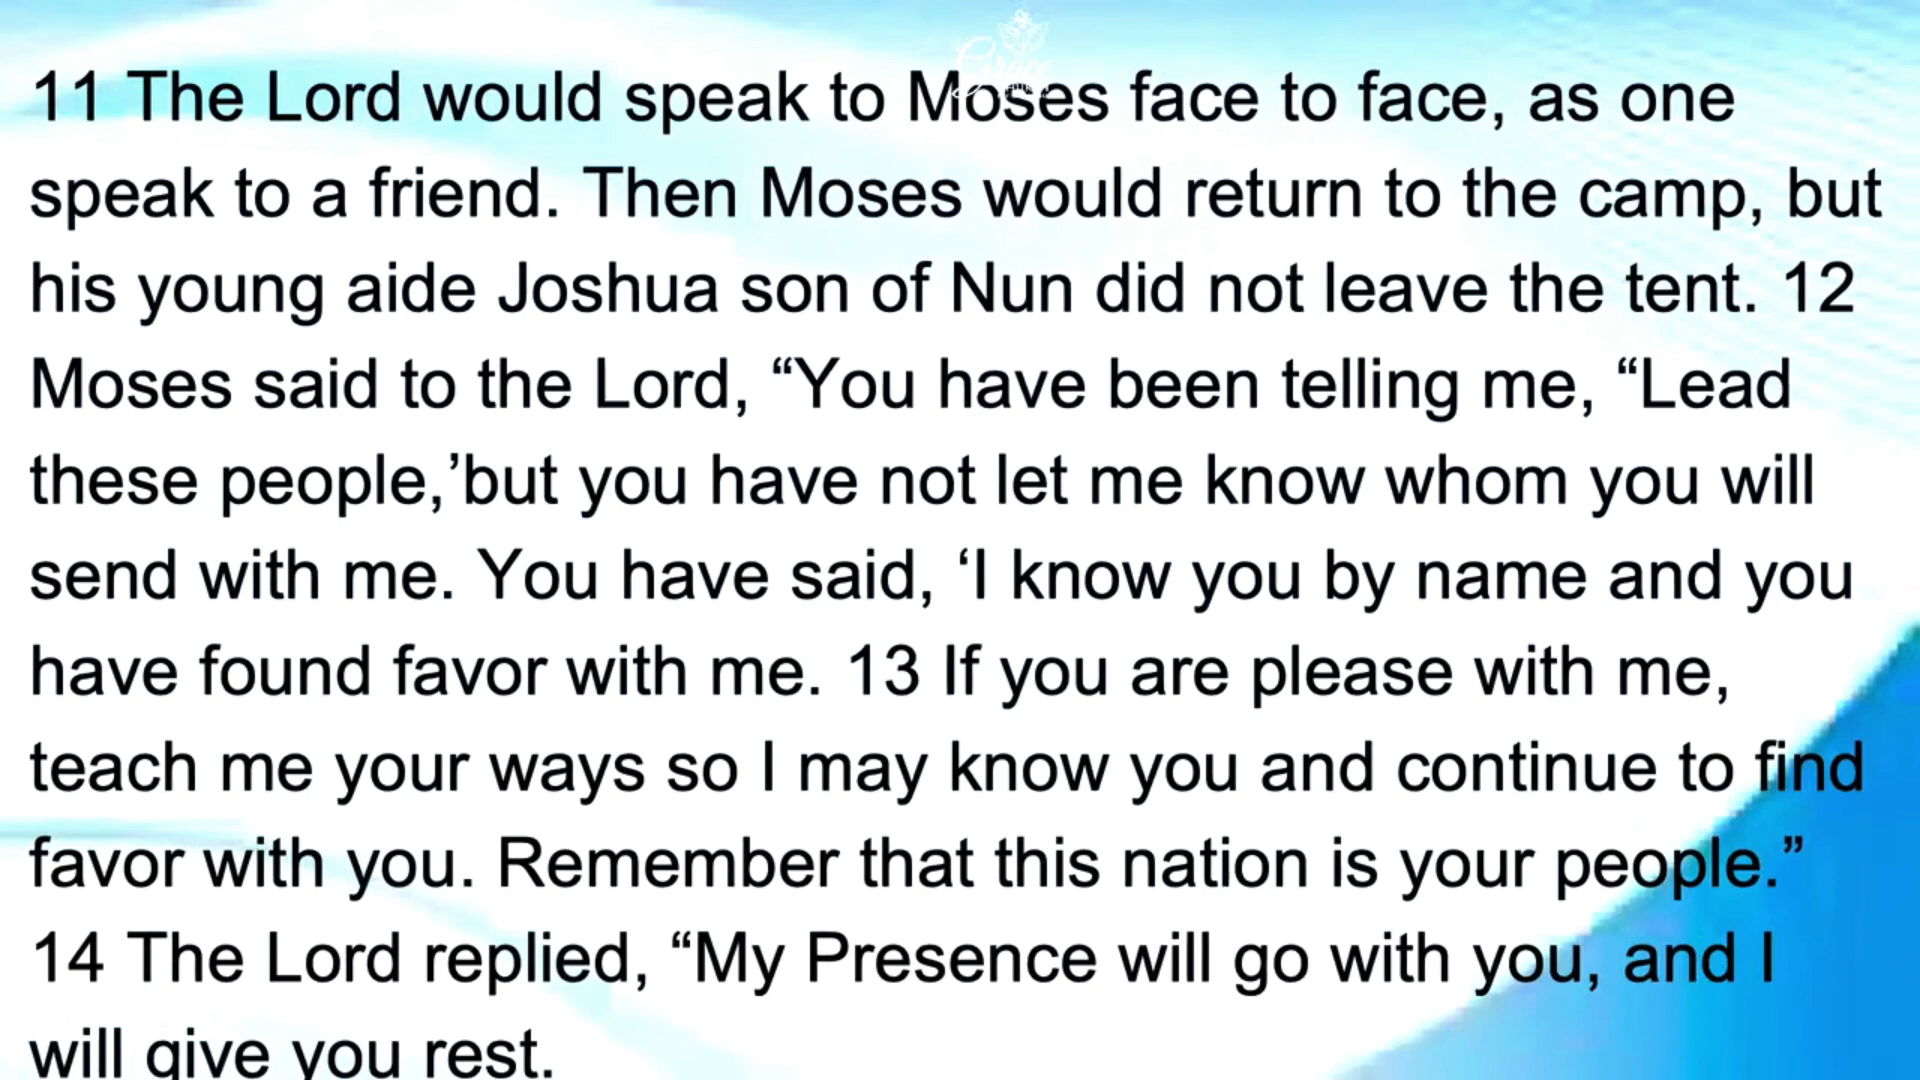 Grace
11 The Lord would speak to Moses face to face, as one
speak to a friend. Then Moses would return to the camp, but
his young aide Joshua son of Nun did not leave the tent. 12
Moses said to the Lord, “You have been telling me, “Lead
these people,’but you have not let me know whom you will
send with me. You have said, ‘I know you by name and you
have found favor with me. 13 If you are please with me,
teach me your ways so I may know you and continue to find
favor with you. Remember that this nation is your people.”
14 The Lord replied, “My Presence will go with you, and I
will give you rest.